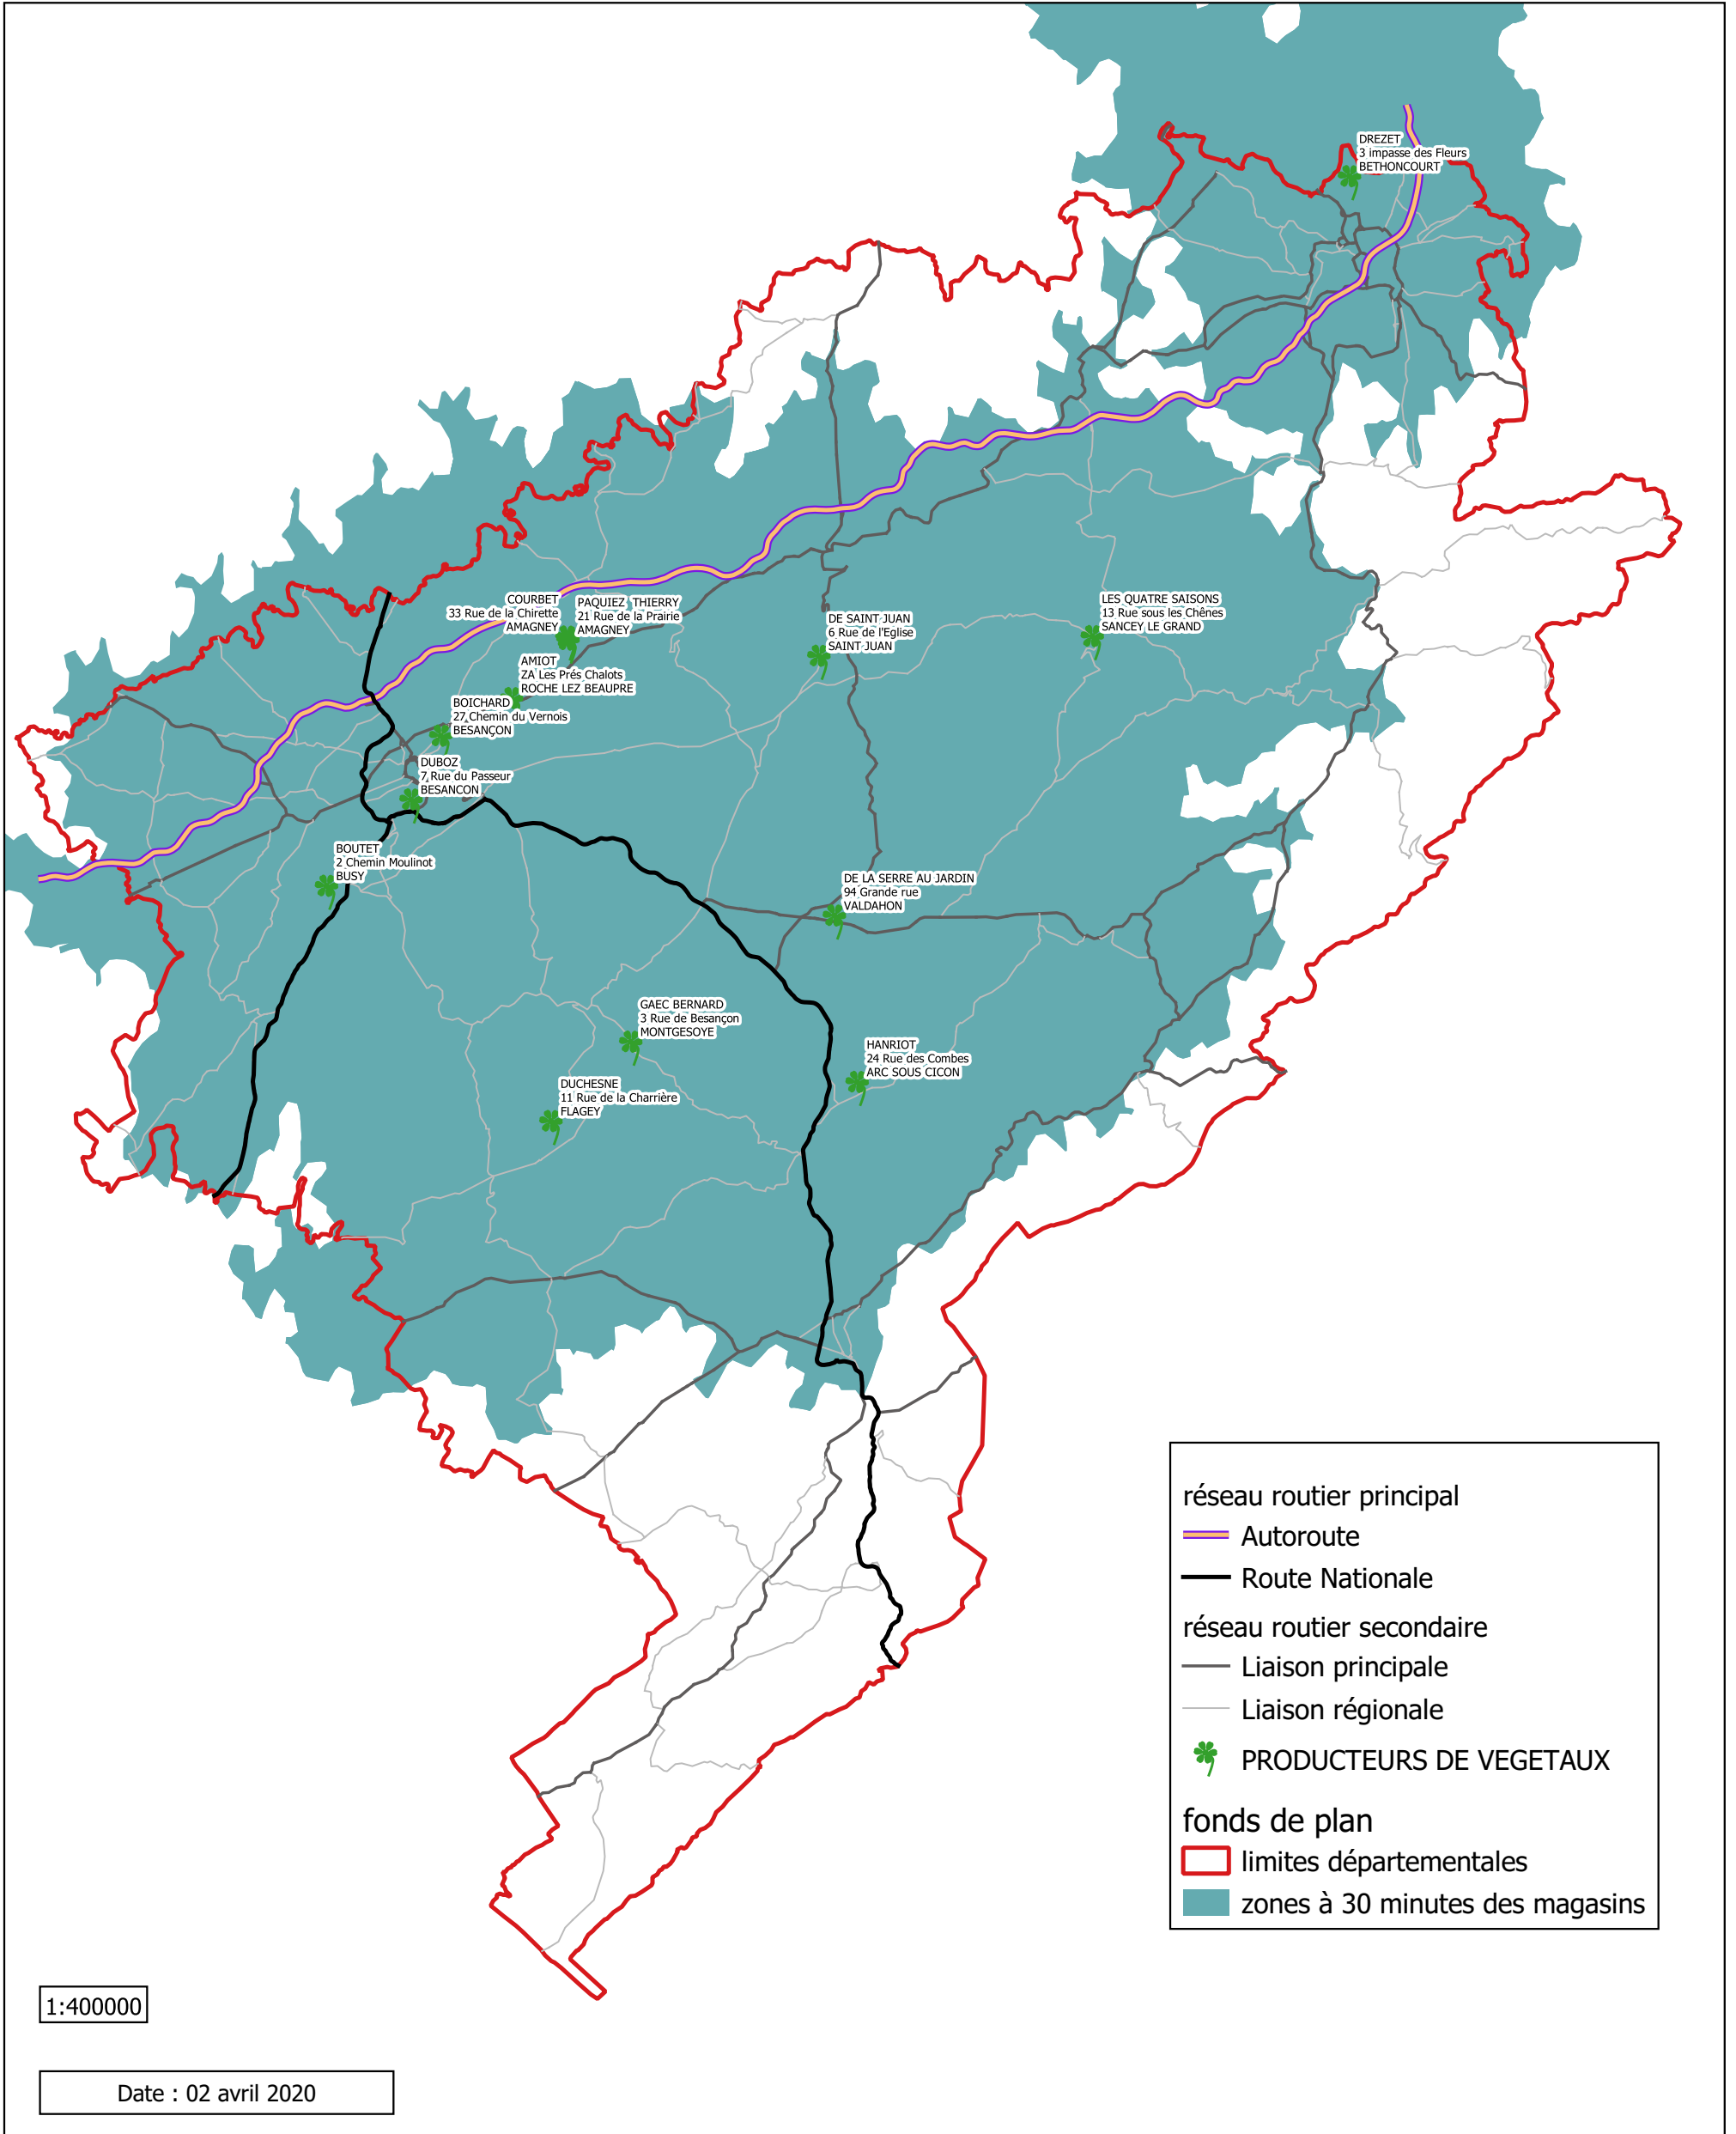 DREZET
3 impasse des Fleurs
BETHONCOURT
COURBET
33 Rue de la Chirette
AMAGNEY
PAQUIEZ THIERRY
21 Rue de la Prairie
AMAGNEY
LES QUATRE SAISONS
13 Rue sous les Chênes
SANCEY LE GRAND
DE SAINT JUAN
6 Rue de l'Eglise
SAINT JUAN
AMIOT
ZA Les Prés Chalots
ROCHE LEZ BEAUPRE
BOICHARD
27 Chemin du Vernois
BESANÇON
DUBOZ
7 Rue du Passeur
BESANCON
BOUTET
2 Chemin Moulinot
BUSY
DE LA SERRE AU JARDIN
94 Grande rue
VALDAHON
GAEC BERNARD
3 Rue de Besançon
MONTGESOYE
HANRIOT
24 Rue des Combes
ARC SOUS CICON
DUCHESNE
11 Rue de la Charrière
FLAGEY
réseau routier principal
Autoroute
Route Nationale
réseau routier secondaire
Liaison principale
Liaison régionale
PRODUCTEURS DE VEGETAUX
fonds de plan
limites départementales
zones à 30 minutes des magasins
1:400000
Date : 02 avril 2020